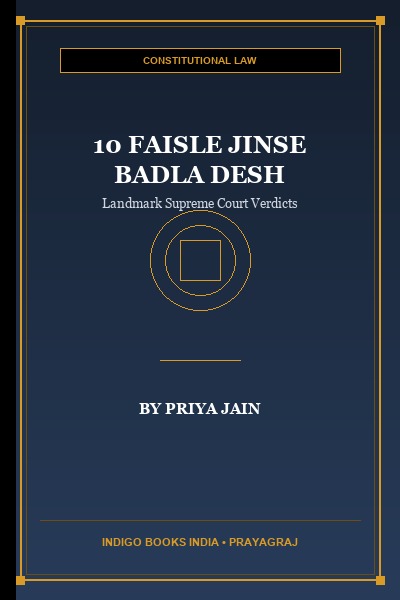 CONSTITUTIONAL LAW
10 FAISLE JINSE
BADLA DESH
Landmark Supreme Court Verdicts
BY PRIYA JAIN
INDIGO BOOKS INDIA • PRAYAGRAJ